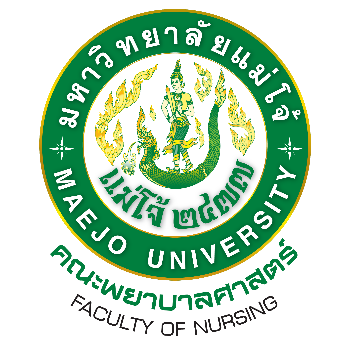 มหาวิทยาลัยแม่โจ้
แม่โจ้ ๒๔๗๗
MAEJO UNIVERSITY
คณะพยาบาลศาสตร์
FACULTY OF NURSING